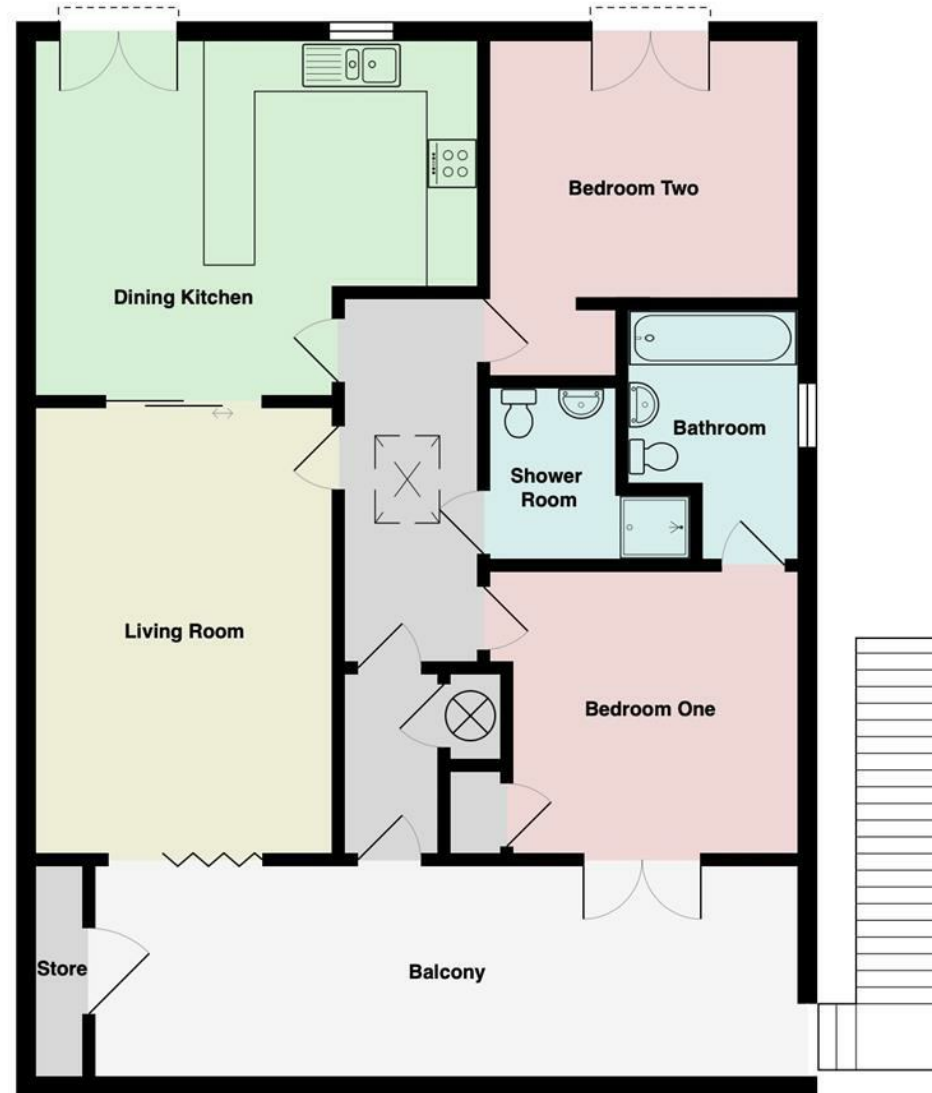 Bedroom Two
Dining Kitchen
Bathroom
Shower
Room
Living Room
Bedroom One
Store
Balcony